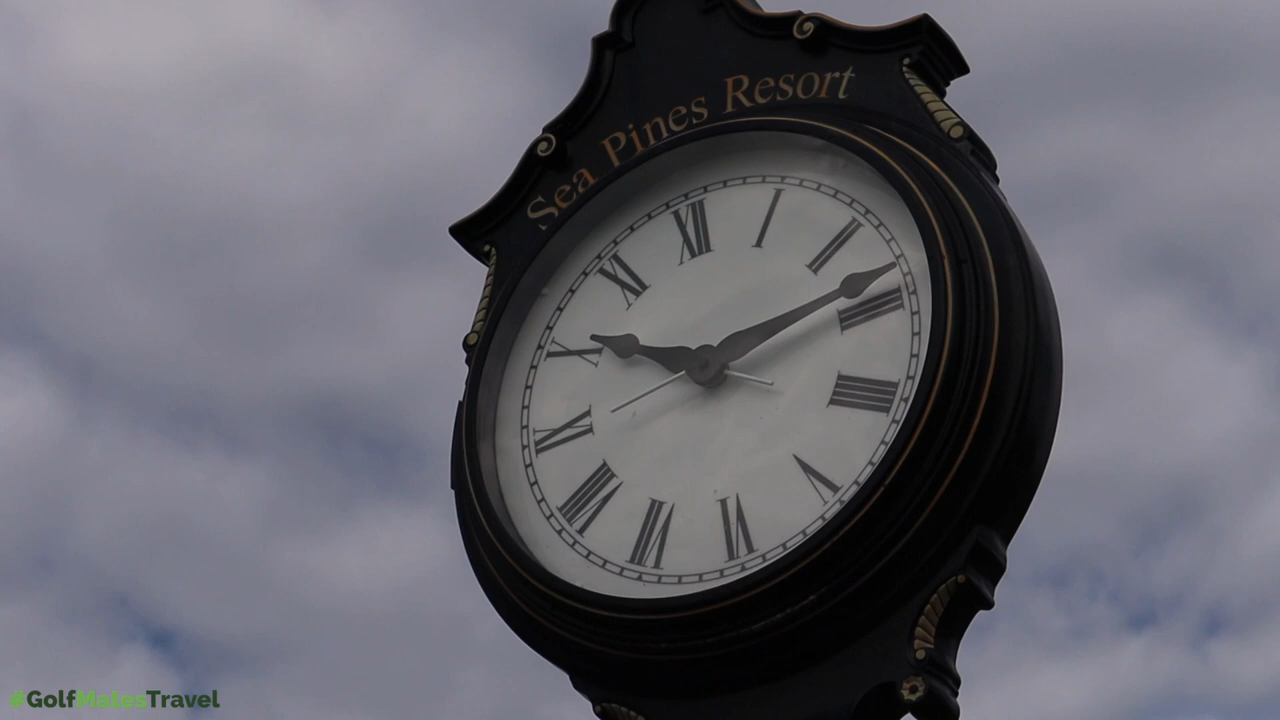 Sea Pines Resort
XII
I
II
III
IIII
V
VI
VII
VIII
IX
X
XI
#GolfMatesTravel